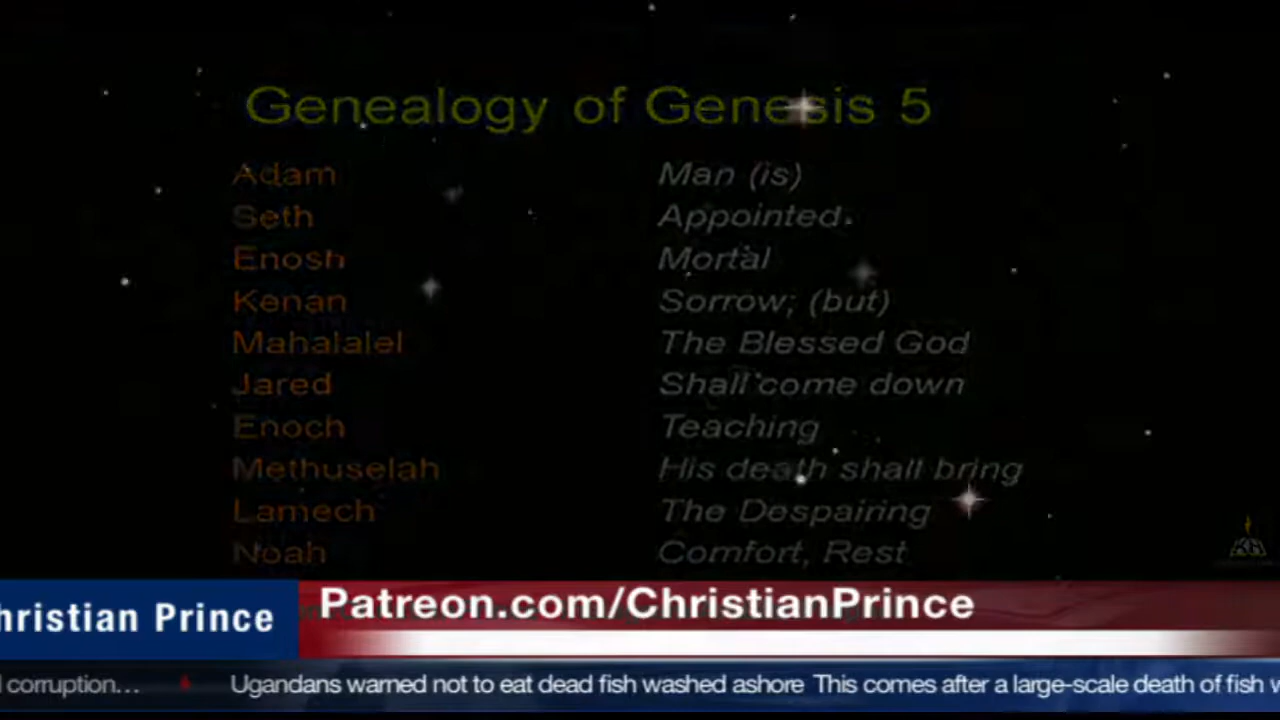 Genealogy of Genesis 5
Adam Man (is)
Seth Appointed
Enosh Mortal
Kenan Sorrow; (but)
Mahalalel The Blessed God
Jared Shall come down
Enoch Teaching
Methuselah His death shall bring
Lamech The Despairing
Noah Comfort, Rest
hristian Prince Patreon.com/ChristianPrince
corruption... Ugandans warned not to eat dead fish washed ashore This comes after a large-scale death of fish